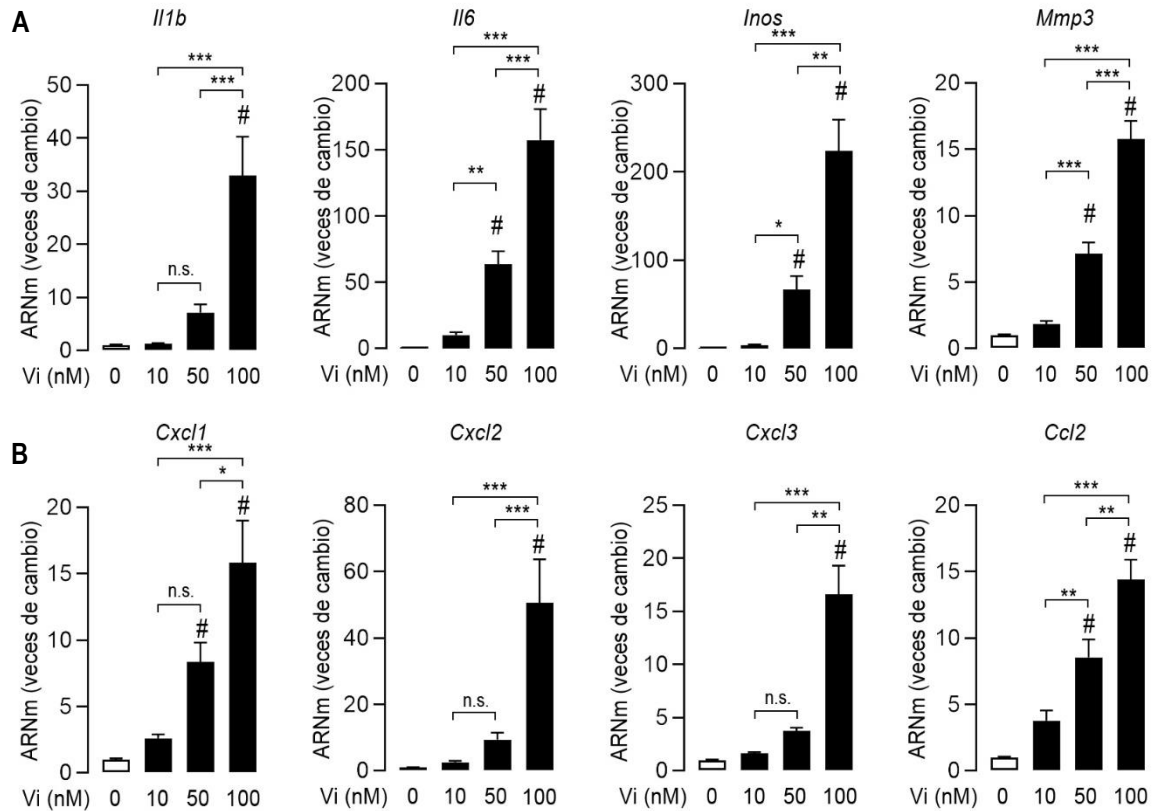 A
Il1b
Il6
Inos
Mmp3
ARNm (veces de cambio)
50
40
30
20
10
0
***
***
n.s.
#
Vi (nM) 0 10 50 100
ARNm (veces de cambio)
200
150
100
50
0
***
***
**
#
#
Vi (nM) 0 10 50 100
ARNm (veces de cambio)
300
200
100
0
***
**
*
#
#
Vi (nM) 0 10 50 100
ARNm (veces de cambio)
20
15
10
5
0
***
***
***
#
#
Vi (nM) 0 10 50 100
B
Cxcl1
Cxcl2
Cxcl3
Ccl2
ARNm (veces de cambio)
20
15
10
5
0
***
*
n.s.
#
#
Vi (nM) 0 10 50 100
ARNm (veces de cambio)
80
60
40
20
0
***
***
n.s.
#
Vi (nM) 0 10 50 100
ARNm (veces de cambio)
25
20
15
10
5
0
***
**
n.s.
#
Vi (nM) 0 10 50 100
ARNm (veces de cambio)
20
15
10
5
0
***
**
**
#
#
Vi (nM) 0 10 50 100